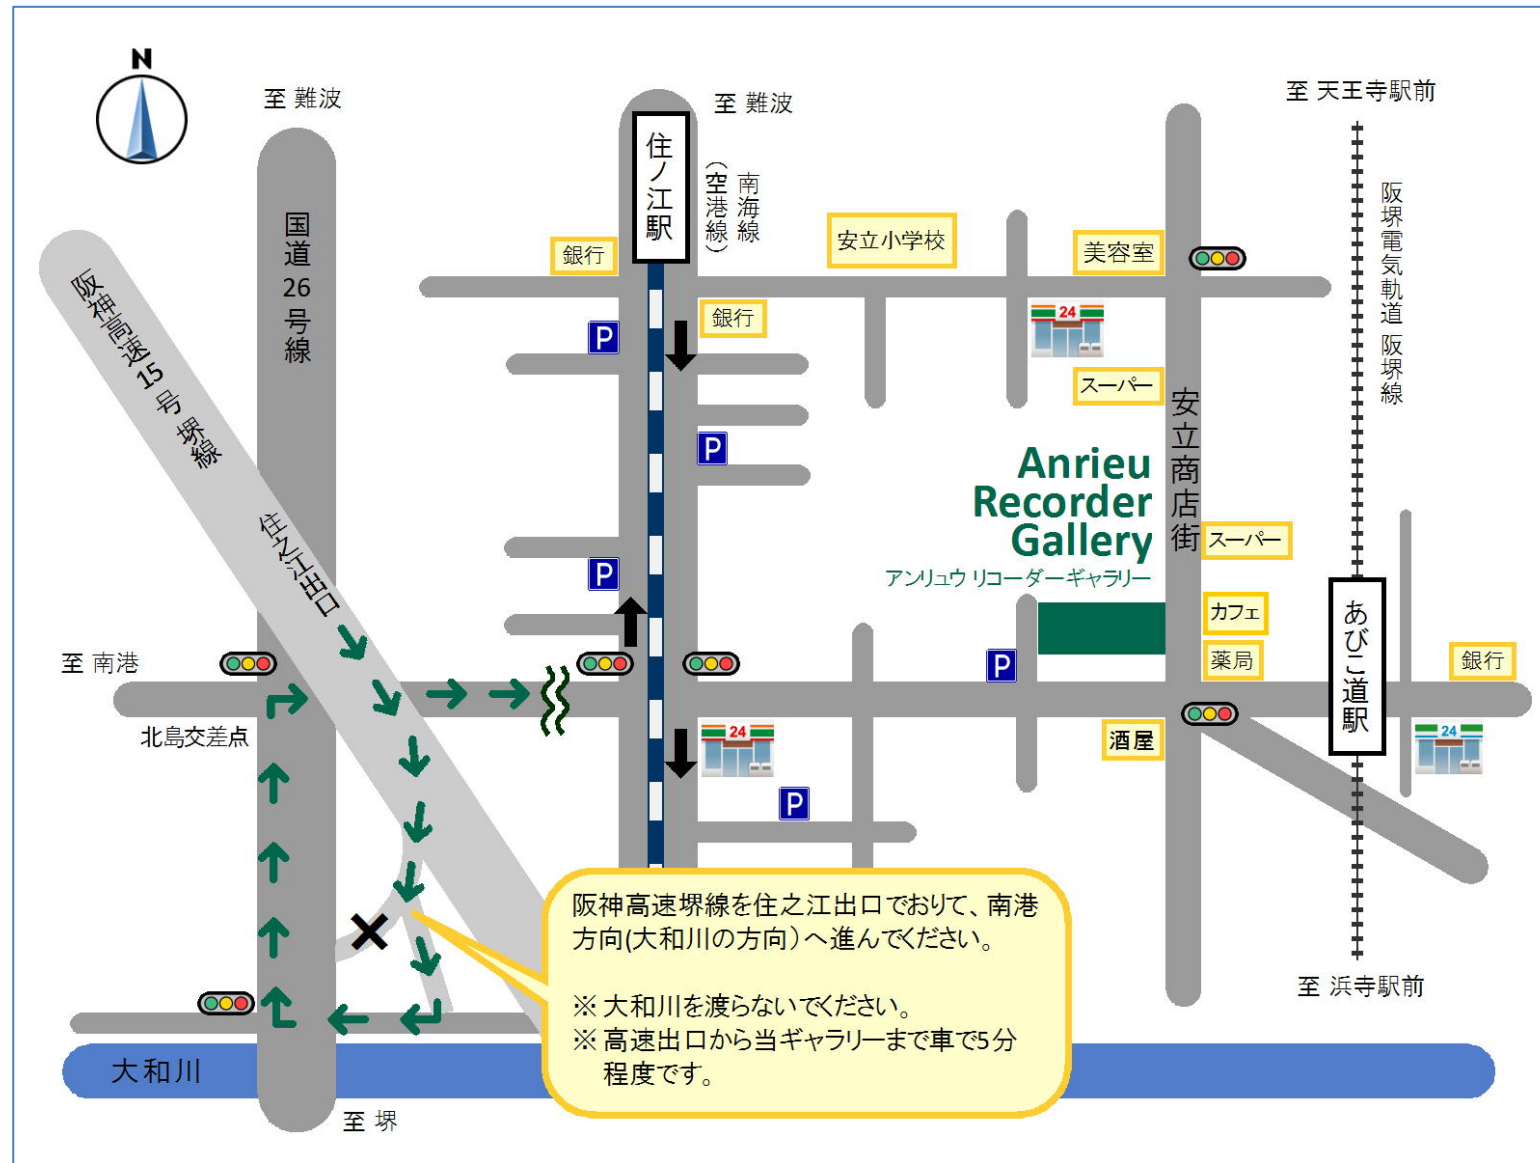 N
至 難波
至 難波
至 天王寺駅前
住ノ江駅
南海線
（空港線）
国道26号線
阪神高速15号 堺線
住之江出口
銀行
銀行
安立小学校
美容室
24
スーパー
安立商店街
阪堺電気軌道 阪堺線
P
P
P
P
P
Anrieu
Recorder
Gallery
アンリュウ リコーダーギャラリー
スーパー
カフェ
薬局
あびこ道駅
銀行
至 南港
北島交差点
24
酒屋
24
阪神高速堺線を住之江出口でおりて、南港
方向(大和川の方向）へ進んでください。
※ 大和川を渡らないでください。
※ 高速出口から当ギャラリーまで車で5分
程度です。
至 浜寺駅前
大和川
至 堺